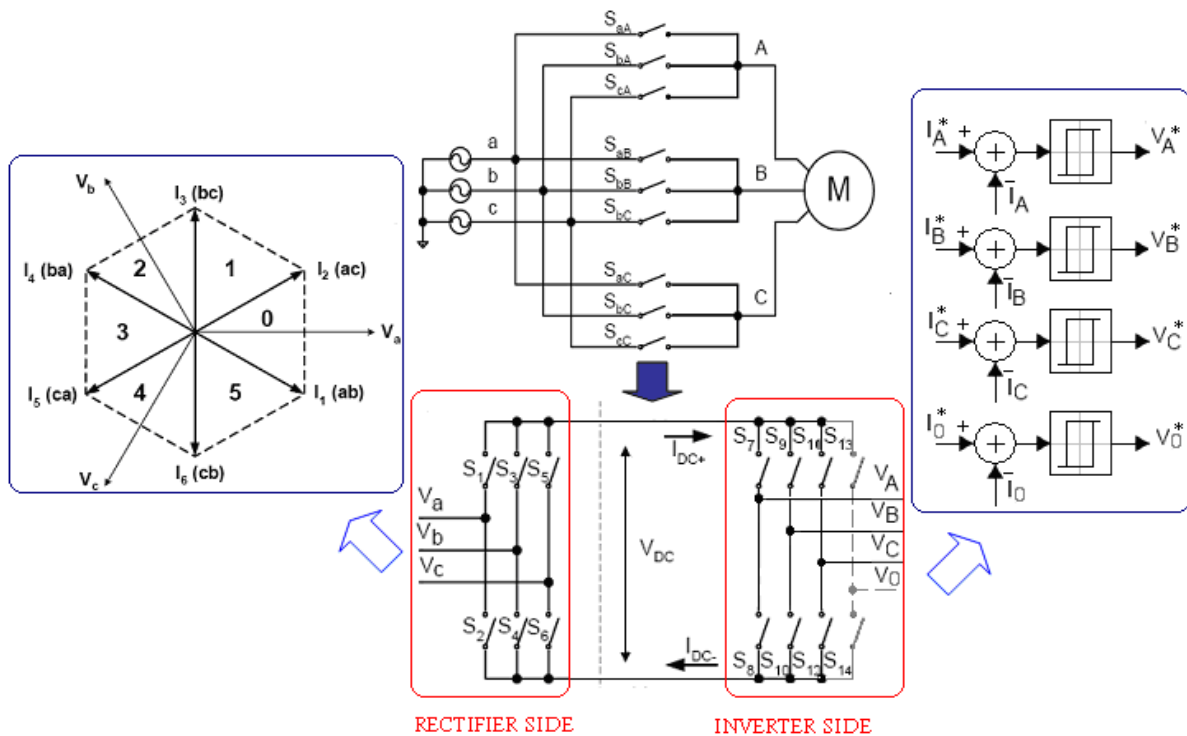 S_aA
S_bA
S_cA
A
a
b
c
S_aB
S_bB
S_bC
B
M
S_aC
S_bC
S_cC
C
V_b
I_3 (bc)
I_4 (ba)
2
1
I_2 (ac)
3
0
V_a
I_5 (ca)
4
5
I_1 (ab)
V_c
I_6 (cb)
I_A^* + V_A^*
- I_A
I_B^* + V_B^*
- I_B
I_C^* + V_C^*
- I_C
I_0^* + V_0^*
- I_0
S_1 S_3 S_5
V_a
V_b
V_c
S_2 S_4 S_6
I_DC+
V_DC
I_DC-
S_7 S_9 S_10 S_13
V_A
V_B
V_C
V_0
S_8 S_10 S_12 S_14
RECTIFIER SIDE
INVERTER SIDE